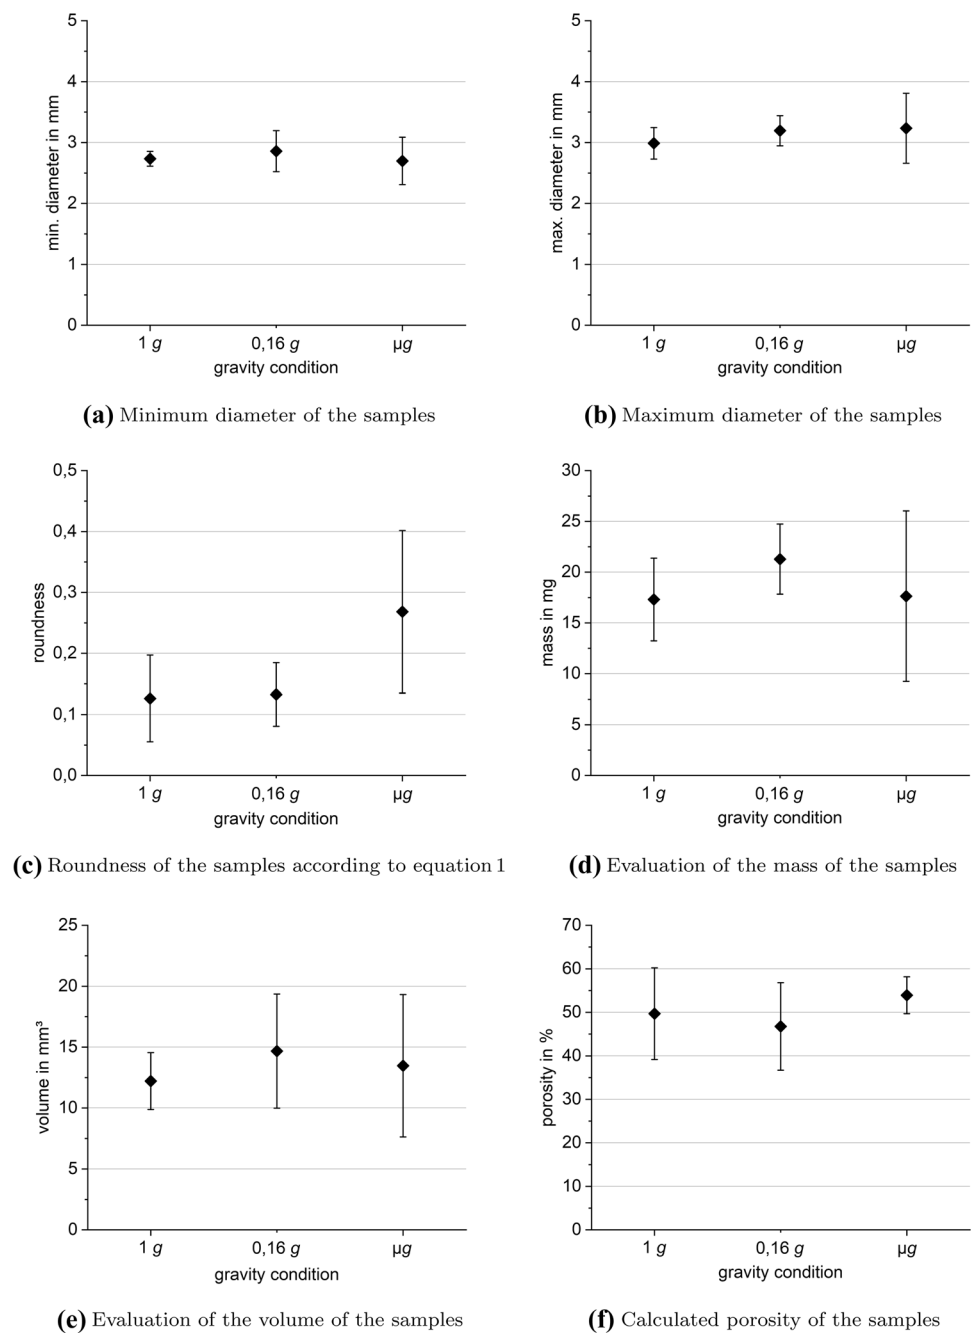 5
4
3
2
1
0
min. diameter in mm
1 g
0,16 g
µg
gravity condition
(a) Minimum diameter of the samples
5
4
3
2
1
0
max. diameter in mm
1 g
0,16 g
µg
gravity condition
(b) Maximum diameter of the samples
0,5
0,4
0,3
0,2
0,1
0,0
roundness
1 g
0,16 g
µg
gravity condition
(c) Roundness of the samples according to equation 1
30
25
20
15
10
5
0
mass in mg
1 g
0,16 g
µg
gravity condition
(d) Evaluation of the mass of the samples
25
20
15
10
5
0
volume in mm³
1 g
0,16 g
µg
gravity condition
(e) Evaluation of the volume of the samples
70
60
50
40
30
20
10
0
porosity in %
1 g
0,16 g
µg
gravity condition
(f) Calculated porosity of the samples